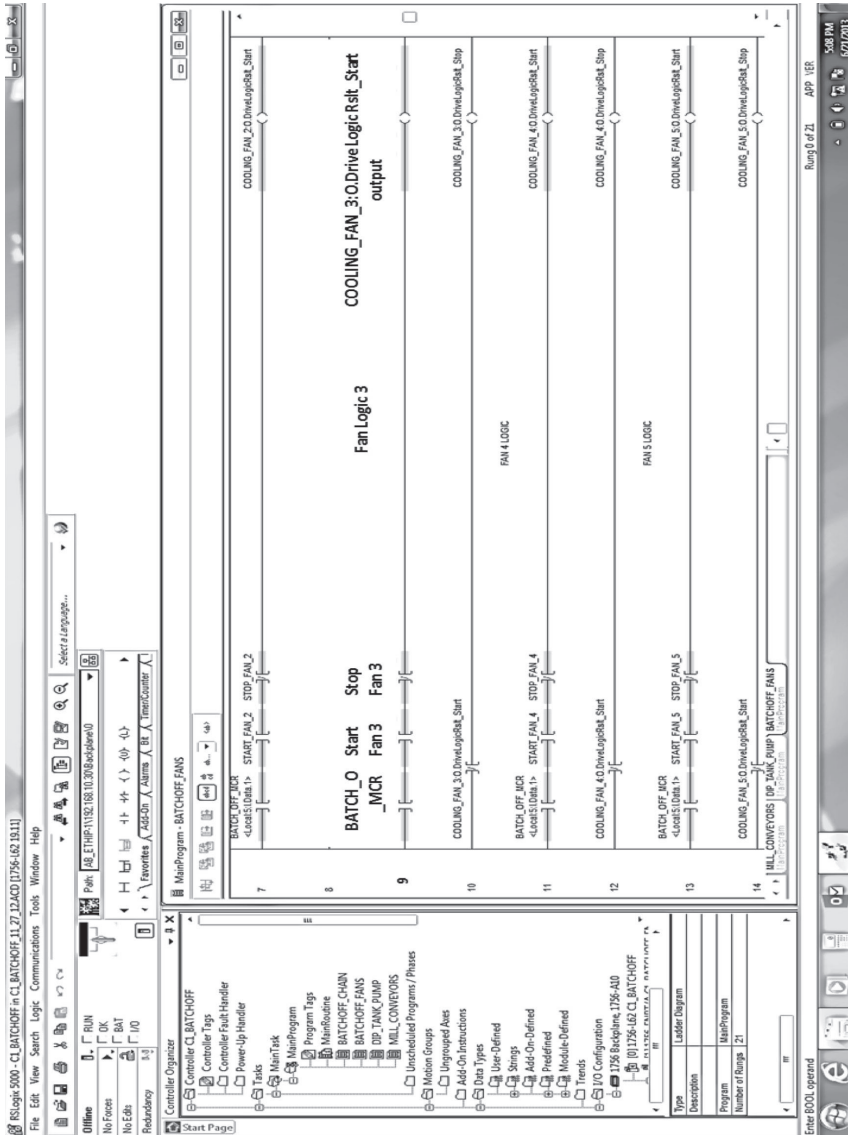 RSLogix 5000 - C1_BATCHOFF in C1_BATCHOFF_11_27_12.ACD [1756-L62 19.11]
File Edit View Search Logic Communications Tools Window Help
Select a Language...
Offline
RUN
No Forces
OK
No Edits
BAT
Redundancy
I/O
Path: AB_ETHIP-1\192.168.10.30\Backplane\0
Favorites Add-On Alarms Bit Timer/Counter
Start Page
Controller Organizer
Controller C1_BATCHOFF
Controller Tags
Controller Fault Handler
Power-Up Handler
Tasks
MainTask
MainProgram
Program Tags
MainRoutine
BATCHOFF_CHAIN
BATCHOFF_FANS
DIP_TANK_PUMP
MILL_CONVEYORS
Unscheduled Programs / Phases
Motion Groups
Ungrouped Axes
Add-On Instructions
Data Types
User-Defined
Strings
Add-On-Defined
Predefined
Module-Defined
Trends
I/O Configuration
1756 Backplane, 1756-A10
[0] 1756-L62 C1_BATCHOFF
Type Ladder Diagram
Description
Program MainProgram
Number of Rungs 21
MainProgram - BATCHOFF_FANS
BATCH_OFF_MCR
<Local:5:I.Data.1> START_FAN_2 STOP_FAN_2 COOLING_FAN_2:O.DriveLogicRslt_Start
7
8
BATCH_O
_MCR
Start
Fan 3
Stop
Fan 3
Fan Logic 3
COOLING_FAN_3:O.Drive Logic Rslt_Start
output
9
COOLING_FAN_3:O.DriveLogicRslt_Start COOLING_FAN_3:O.DriveLogicRslt_Stop
10
FAN 4 LOGIC
BATCH_OFF_MCR
<Local:5:I.Data.1> START_FAN_4 STOP_FAN_4 COOLING_FAN_4:O.DriveLogicRslt_Start
11
COOLING_FAN_4:O.DriveLogicRslt_Start COOLING_FAN_4:O.DriveLogicRslt_Stop
12
FAN 5 LOGIC
BATCH_OFF_MCR
<Local:5:I.Data.1> START_FAN_5 STOP_FAN_5 COOLING_FAN_5:O.DriveLogicRslt_Start
13
COOLING_FAN_5:O.DriveLogicRslt_Start COOLING_FAN_5:O.DriveLogicRslt_Stop
14
MILL_CONVEYORS DIP_TANK_PUMP BATCHOFF_FANS
MainProgram MainProgram MainProgram
Enter BOOL operand
Rung 0 of 21 APP VER
5:08 PM
6/21/2013